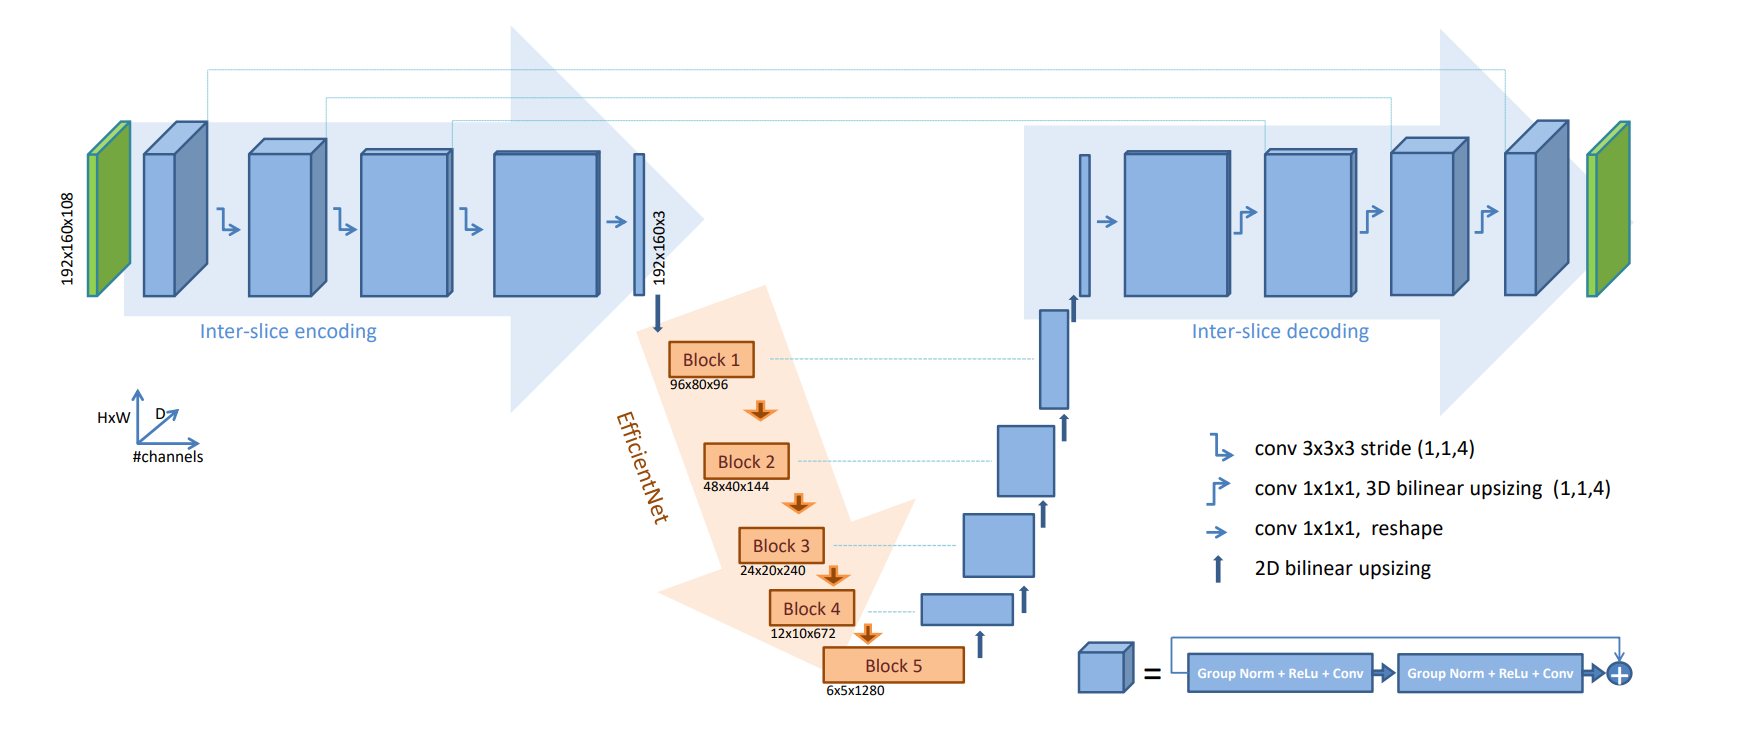 192x160x108
192x160x3
Inter-slice encoding
Inter-slice decoding
HxW
D
#channels
EfficientNet
Block 1
96x80x96
Block 2
48x40x144
Block 3
24x20x240
Block 4
12x10x672
Block 5
6x5x1280
conv 3x3x3 stride (1,1,4)
conv 1x1x1, 3D bilinear upsizing (1,1,4)
conv 1x1x1, reshape
2D bilinear upsizing
=
Group Norm + ReLu + Conv
Group Norm + ReLu + Conv
+